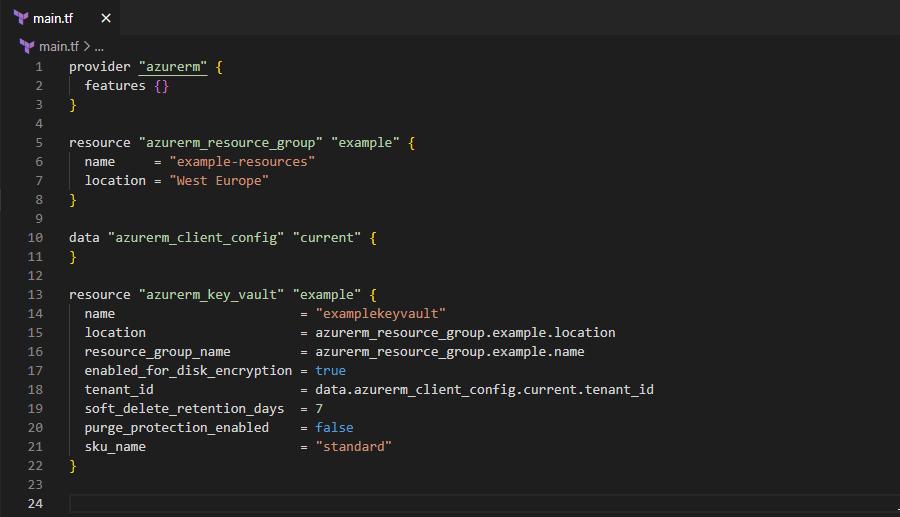 main.tf ×
main.tf > ...
1 provider "azurerm" {
2   features {}
3 }
4
5 resource "azurerm_resource_group" "example" {
6   name     = "example-resources"
7   location = "West Europe"
8 }
9
10 data "azurerm_client_config" "current" {
11 }
12
13 resource "azurerm_key_vault" "example" {
14   name                        = "examplekeyvault"
15   location                    = azurerm_resource_group.example.location
16   resource_group_name         = azurerm_resource_group.example.name
17   enabled_for_disk_encryption = true
18   tenant_id                   = data.azurerm_client_config.current.tenant_id
19   soft_delete_retention_days  = 7
20   purge_protection_enabled    = false
21   sku_name                    = "standard"
22 }
23
24